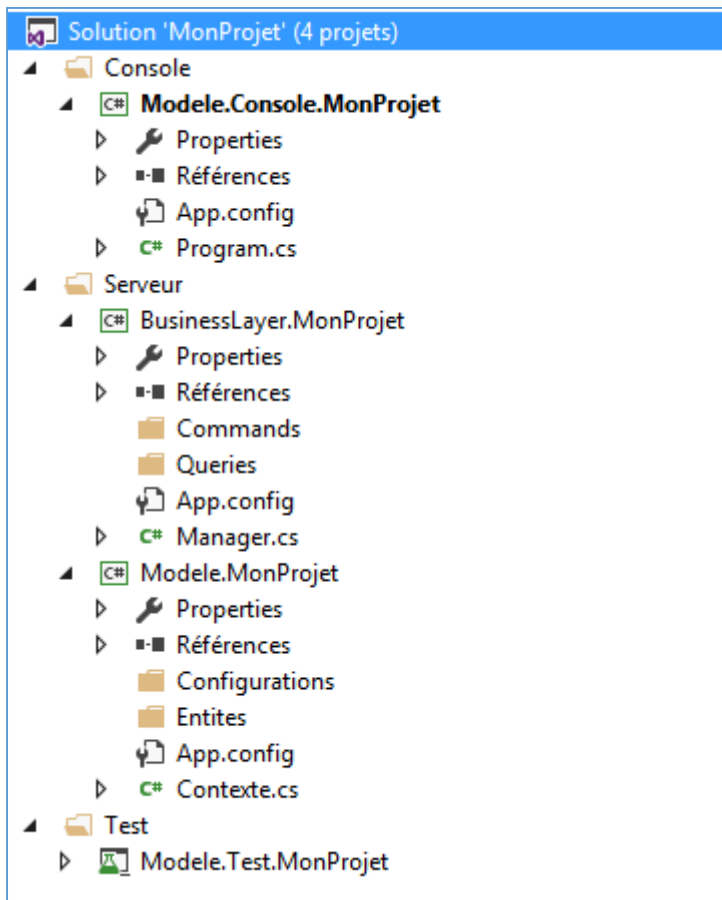 Solution 'MonProjet' (4 projets)
Console
C# Modele.Console.MonProjet
Properties
Références
App.config
C# Program.cs
Serveur
C# BusinessLayer.MonProjet
Properties
Références
Commands
Queries
App.config
C# Manager.cs
C# Modele.MonProjet
Properties
Références
Configurations
Entites
App.config
C# Contexte.cs
Test
Modele.Test.MonProjet